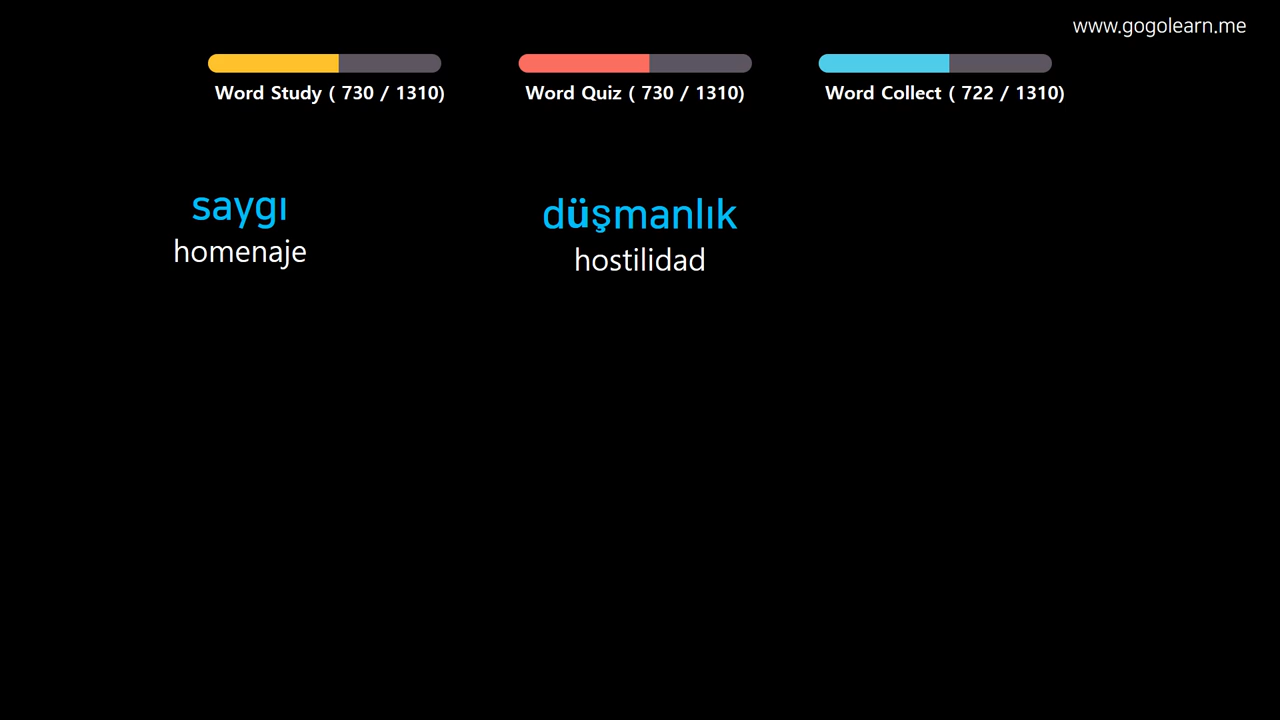 www.gogolearn.me
Word Study ( 730 / 1310)
Word Quiz ( 730 / 1310)
Word Collect ( 722 / 1310)
saygı
homenaje
düşmanlık
hostilidad